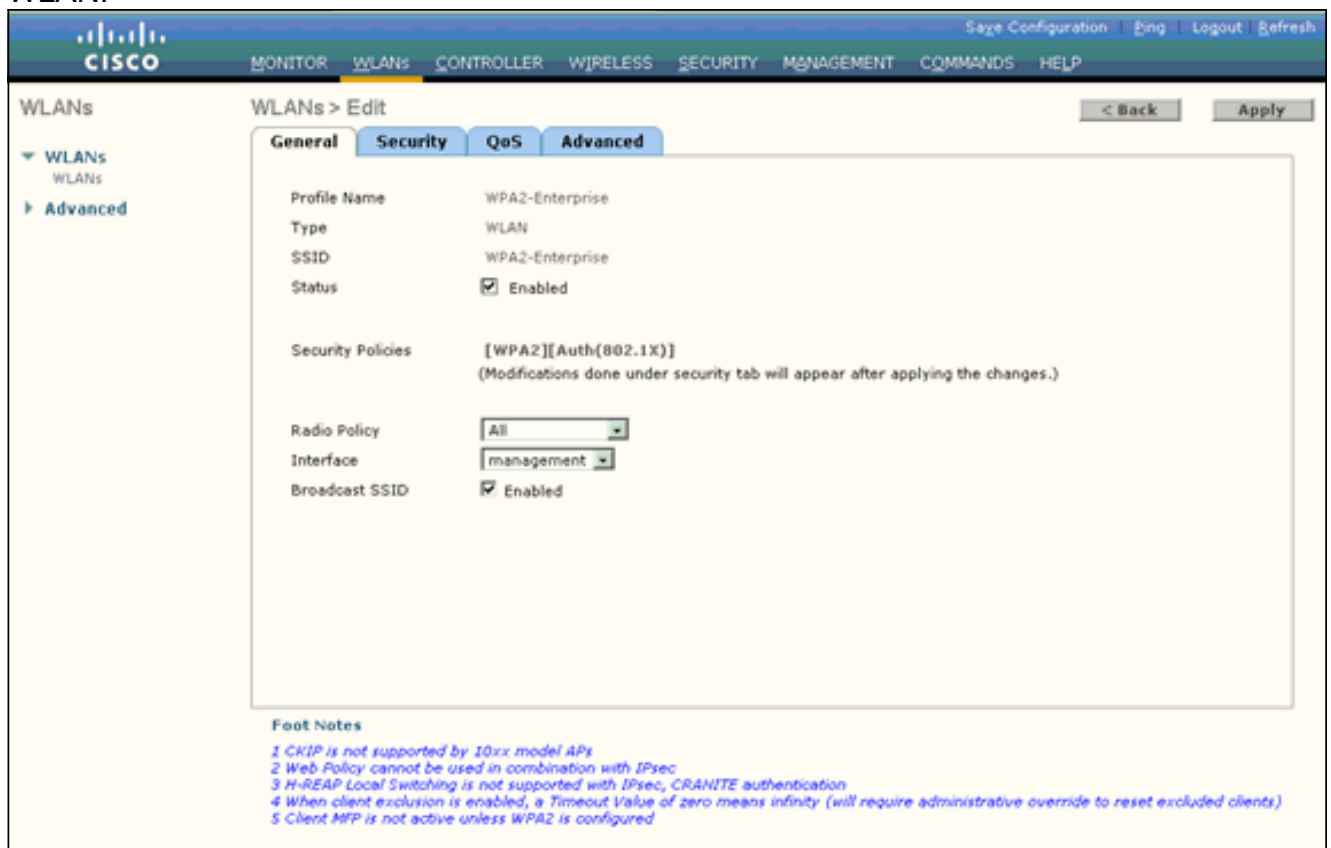 Save Configuration | Ping | Logout | Refresh
CISCO
MONITOR WLANs CONTROLLER WIRELESS SECURITY MANAGEMENT COMMANDS HELP
WLANs
WLANs > Edit
< Back
Apply
General Security QoS Advanced
WLANs
WLANs
Advanced
Profile Name WPA2-Enterprise
Type WLAN
SSID WPA2-Enterprise
Status Enabled
Security Policies [WPA2][Auth(802.1X)]
(Modifications done under security tab will appear after applying the changes.)
Radio Policy All
Interface management
Broadcast SSID Enabled
Foot Notes
1 CKIP is not supported by 10xx model APs
2 Web Policy cannot be used in combination with IPsec
3 H-REAP Local Switching is not supported with IPsec, CRANITE authentication
4 When client exclusion is enabled, a Timeout Value of zero means infinity (will require administrative override to reset excluded clients)
5 Client MFP is not active unless WPA2 is configured